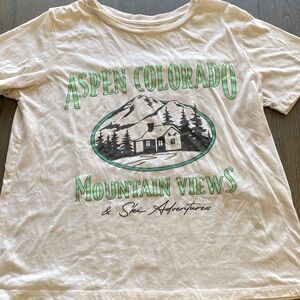 ASPEN COLORADO
MOUNTAIN VIEWS
& Ski Adventures